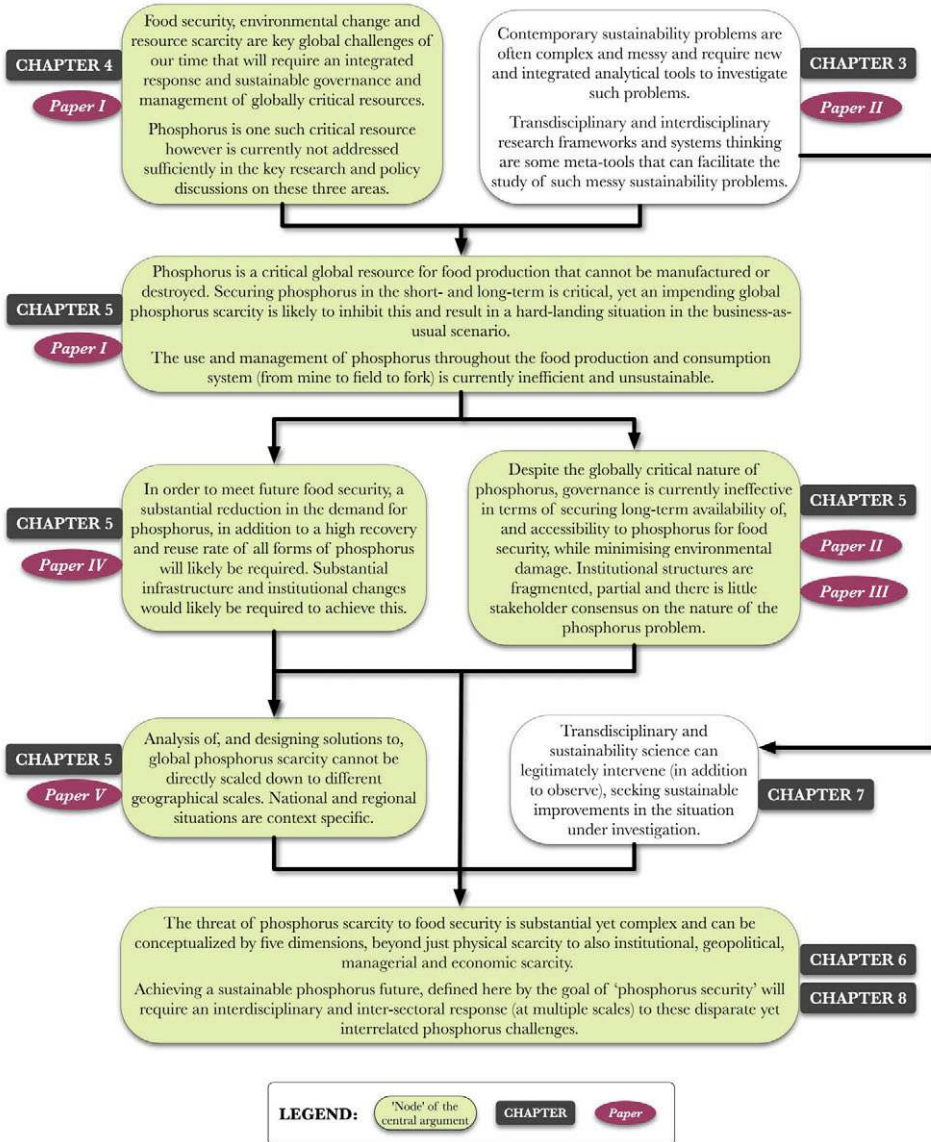 CHAPTER 4
Paper I
Food security, environmental change and
resource scarcity are key global challenges of
our time that will require an integrated
response and sustainable governance and
management of globally critical resources.
Phosphorus is one such critical resource
however is currently not addressed
sufficiently in the key research and policy
discussions on these three areas.
Contemporary sustainability problems are
often complex and messy and require new
and integrated analytical tools to investigate
such problems.
Transdisciplinary and interdisciplinary
research frameworks and systems thinking
are some meta-tools that can facilitate the
study of such messy sustainability problems.
CHAPTER 3
Paper II
CHAPTER 5
Paper I
Phosphorus is a critical global resource for food production that cannot be manufactured or
destroyed. Securing phosphorus in the short- and long-term is critical, yet an impending global
phosphorus scarcity is likely to inhibit this and result in a hard-landing situation in the business-as-
usual scenario.
The use and management of phosphorus throughout the food production and consumption
system (from mine to field to fork) is currently inefficient and unsustainable.
CHAPTER 5
Paper IV
In order to meet future food security, a
substantial reduction in the demand for
phosphorus, in addition to a high recovery
and reuse rate of all forms of phosphorus
will likely be required. Substantial
infrastructure and institutional changes
would likely be required to achieve this.
Despite the globally critical nature of
phosphorus, governance is currently ineffective
in terms of securing long-term availability of,
and accessibility to phosphorus for food
security, while minimising environmental
damage. Institutional structures are
fragmented, partial and there is little
stakeholder consensus on the nature of the
phosphorus problem.
CHAPTER 5
Paper II
Paper III
CHAPTER 5
Paper V
Analysis of, and designing solutions to,
global phosphorus scarcity cannot be
directly scaled down to different
geographical scales. National and regional
situations are context specific.
Transdisciplinary and
sustainability science can
legitimately intervene (in addition
to observe), seeking sustainable
improvements in the situation
under investigation.
CHAPTER 7
The threat of phosphorus scarcity to food security is substantial yet complex and can be
conceptualized by five dimensions, beyond just physical scarcity to also institutional, geopolitical,
managerial and economic scarcity.
Achieving a sustainable phosphorus future, defined here by the goal of 'phosphorus security' will
require an interdisciplinary and inter-sectoral response (at multiple scales) to these disparate yet
interrelated phosphorus challenges.
CHAPTER 6
CHAPTER 8
LEGEND:
'Node' of the
central argument
CHAPTER
Paper